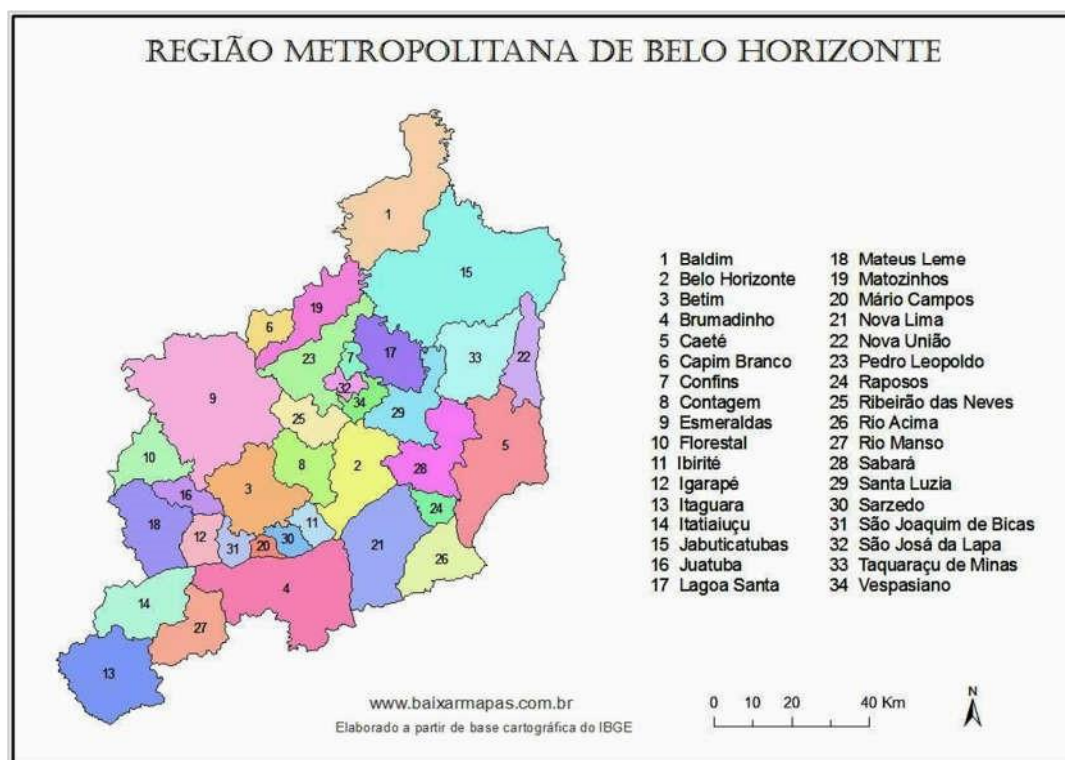 REGIÃO METROPOLITANA DE BELO HORIZONTE
1
15
19
6
23
7
17
33
22
32
34
9
25
29
5
10
8
2
28
3
16
24
18
11
12
31
20
30
21
26
4
14
27
13
1 Baldim
2 Belo Horizonte
3 Betim
4 Brumadinho
5 Caeté
6 Capim Branco
7 Confins
8 Contagem
9 Esmeraldas
10 Florestal
11 Ibirité
12 Igarapé
13 Itaguara
14 Itatiaiuçu
15 Jabuticatubas
16 Juatuba
17 Lagoa Santa
18 Mateus Leme
19 Matozinhos
20 Mário Campos
21 Nova Lima
22 Nova União
23 Pedro Leopoldo
24 Raposos
25 Ribeirão das Neves
26 Rio Acima
27 Rio Manso
28 Sabará
29 Santa Luzia
30 Sarzedo
31 São Joaquim de Bicas
32 São José da Lapa
33 Taquaraçu de Minas
34 Vespasiano
www.baixarmapas.com.br
Elaborado a partir de base cartográfica do IBGE
0 10 20 40 Km
N